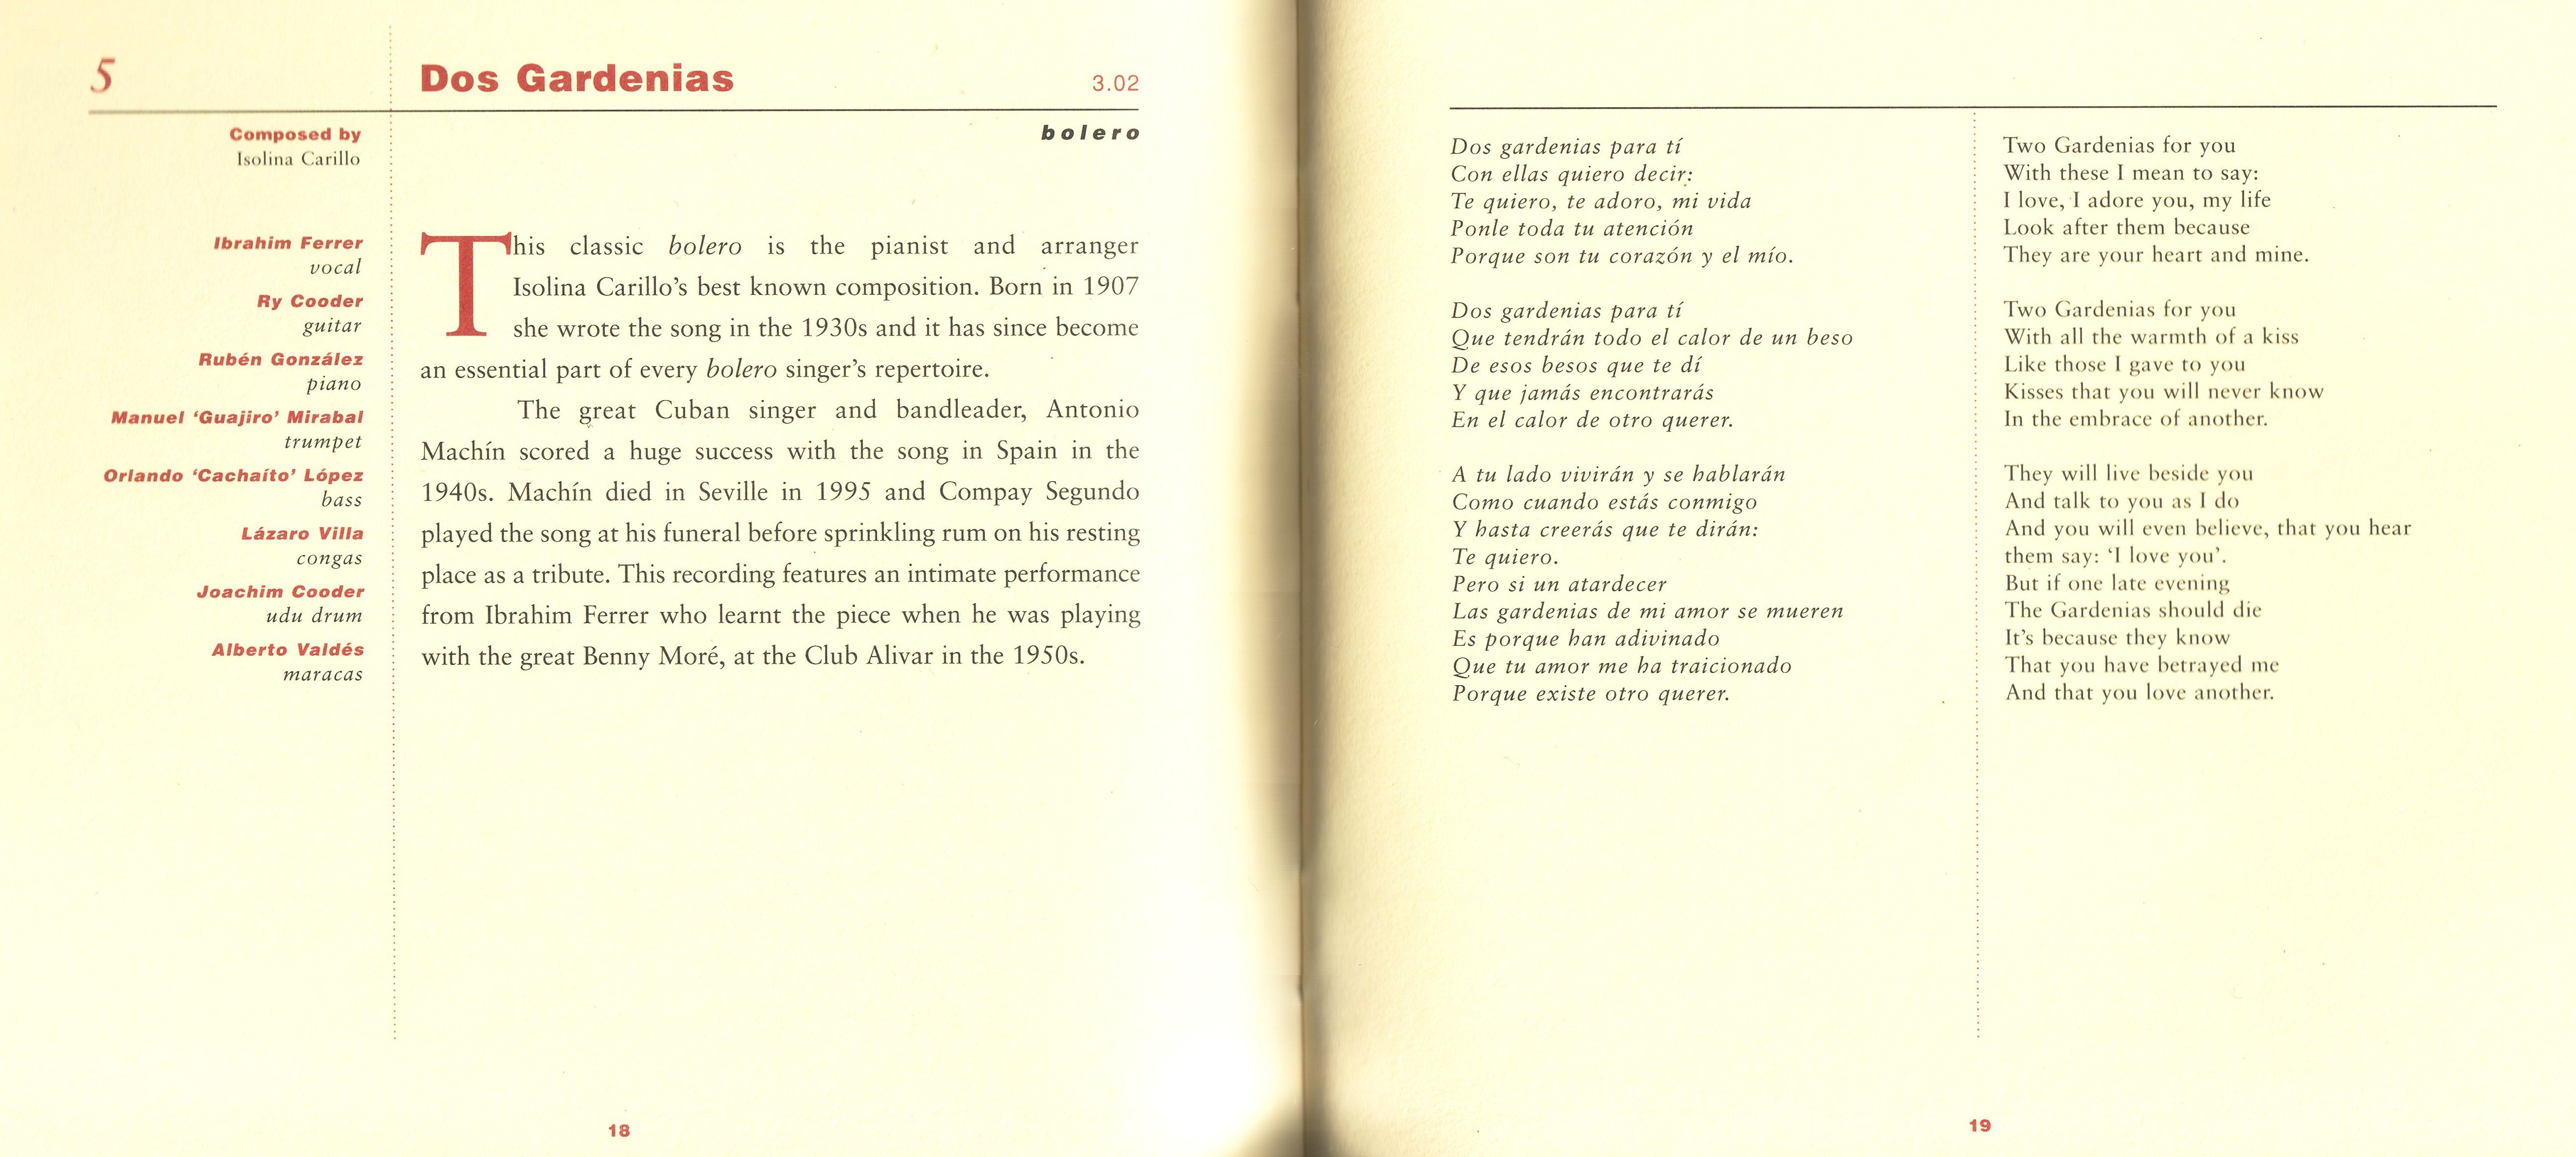 5
Dos Gardenias
3.02
Composed by
Isolina Carillo
bolero
Ibrahim Ferrer
vocal
Ry Cooder
guitar
Rubén González
piano
Manuel ‘Guajiro’ Mirabal
trumpet
Orlando ‘Cachaíto’ López
bass
Lázaro Villa
congas
Joachim Cooder
udu drum
Alberto Valdés
maracas
This classic bolero is the pianist and arranger
Isolina Carillo’s best known composition. Born in 1907
she wrote the song in the 1930s and it has since become
an essential part of every bolero singer’s repertoire.
The great Cuban singer and bandleader, Antonio
Machín scored a huge success with the song in Spain in the
1940s. Machín died in Seville in 1995 and Compay Segundo
played the song at his funeral before sprinkling rum on his resting
place as a tribute. This recording features an intimate performance
from Ibrahim Ferrer who learnt the piece when he was playing
with the great Benny Moré, at the Club Alivar in the 1950s.
18
Dos gardenias para tí
Con ellas quiero decir:
Te quiero, te adoro, mi vida
Ponle toda tu atención
Porque son tu corazón y el mío.
Dos gardenias para tí
Que tendrán todo el calor de un beso
De esos besos que te dí
Y que jamás encontrarás
En el calor de otro querer.
A tu lado vivirán y se hablarán
Como cuando estás conmigo
Y hasta creerás que te dirán:
Te quiero.
Pero si un atardecer
Las gardenias de mi amor se mueren
Es porque han adivinado
Que tu amor me ha traicionado
Porque existe otro querer.
Two Gardenias for you
With these I mean to say:
I love, I adore you, my life
Look after them because
They are your heart and mine.
Two Gardenias for you
With all the warmth of a kiss
Like those I gave to you
Kisses that you will never know
In the embrace of another.
They will live beside you
And talk to you as I do
And you will even believe, that you hear
them say: ‘I love you’.
But if one late evening
The Gardenias should die
It’s because they know
That you have betrayed me
And that you love another.
19